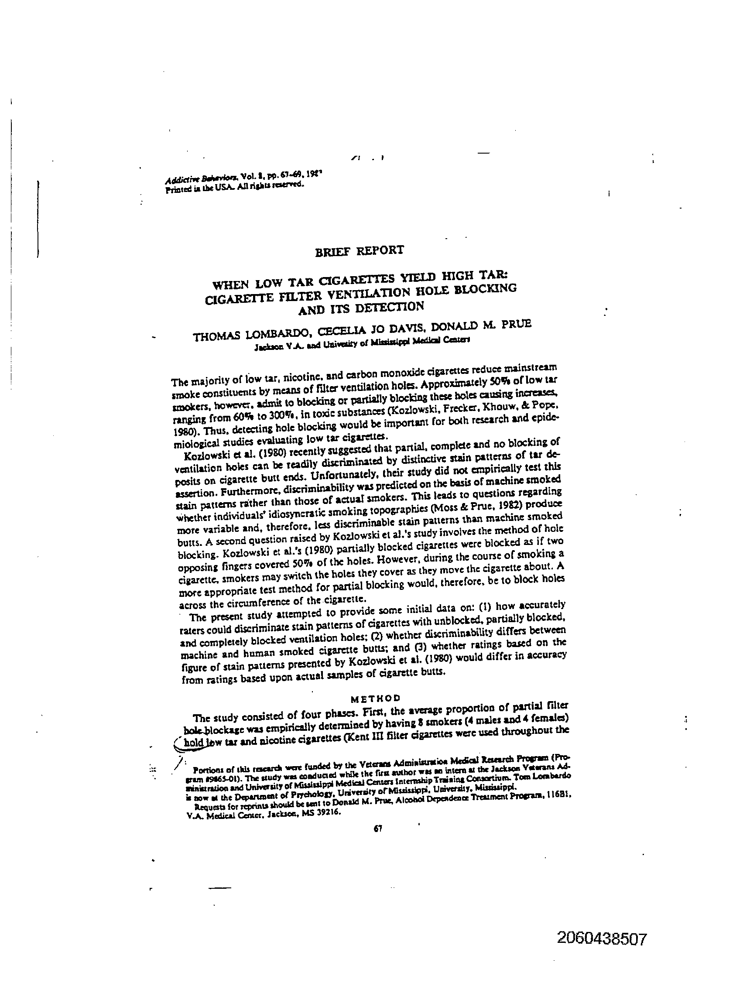 Addictive Behaviors, Vol. 8, pp. 67-69,
Printed in the USA. All rights reserved.
BRIEF REPORT
WHEN LOW TAR CIGARETTES YIELD HIGH TAR:
CIGARETTE FILTER VENTILATION HOLE BLOCKING
AND ITS DETECTION
THOMAS LOMBARDO, CECELIA JO DAVIS, DONALD M. PRUE
Jackson V.A. and University of Mississippi Medical Centers
The majority of low tar, nicotine, and carbon monoxide cigarettes reduce mainstream
smoke constituents by means of filter ventilation holes. Approximately 50% of low tar
smokers, however, admit to blocking or partially blocking these holes causing increases,
ranging from 60% to 300%, in toxic substances (Kozlowski, Frecker, Khouw, & Pope,
1980). Thus, detecting hole blocking would be important for both research and epide-
miological studies evaluating low tar cigarettes.
Kozlowski et al. (1980) recently suggested that partial, complete and no blocking of
ventilation holes can be readily discriminated by distinctive stain patterns of tar de-
posits on cigarette butt ends. Unfortunately, their study did not empirically test this
assertion. Furthermore, discriminability was predicted on the basis of machine smoked
stain patterns rather than those of actual smokers. This leads to questions regarding
whether individuals' idiosyncratic smoking topographies (Moss & Prue, 1982) produce
more variable and, therefore, less discriminable stain patterns than machine smoked
butts. A second question raised by Kozlowski et al.'s study involves the method of hole
blocking. Kozlowski et al.'s (1980) partially blocked cigarettes were blocked as if two
opposing fingers covered 50% of the holes. However, during the course of smoking a
cigarette, smokers may switch the holes they cover as they move the cigarette about. A
more appropriate test method for partial blocking would, therefore, be to block holes
across the circumference of the cigarette.
The present study attempted to provide some initial data on: (1) how accurately
raters could discriminate stain patterns of cigarettes with unblocked, partially blocked,
and completely blocked ventilation holes; (2) whether discriminability differs between
machine and human smoked cigarette butts; and (3) whether ratings based on the
figure of stain patterns presented by Kozlowski et al. (1980) would differ in accuracy
from ratings based upon actual samples of cigarette butts.
METHOD
The study consisted of four phases. First, the average proportion of partial filter
hole blockage was empirically determined by having 8 smokers (4 males and 4 females)
hold low tar and nicotine cigarettes (Kent III filter cigarettes were used throughout the
Portions of this research were funded by the Veterans Administration Medical Research Program (Pro-
gram #9865-01). The study was conducted while the first author was an intern at the Jackson Veterans Ad-
ministration and University of Mississippi Medical Centers Internship Training Consortium. Tom Lombardo
is now at the Department of Psychology, University of Mississippi, University, Mississippi.
Requests for reprints should be sent to Donald M. Prue, Alcohol Dependence Treatment Program, 116B1,
V.A. Medical Center, Jackson, MS 39216.
67
2060438507